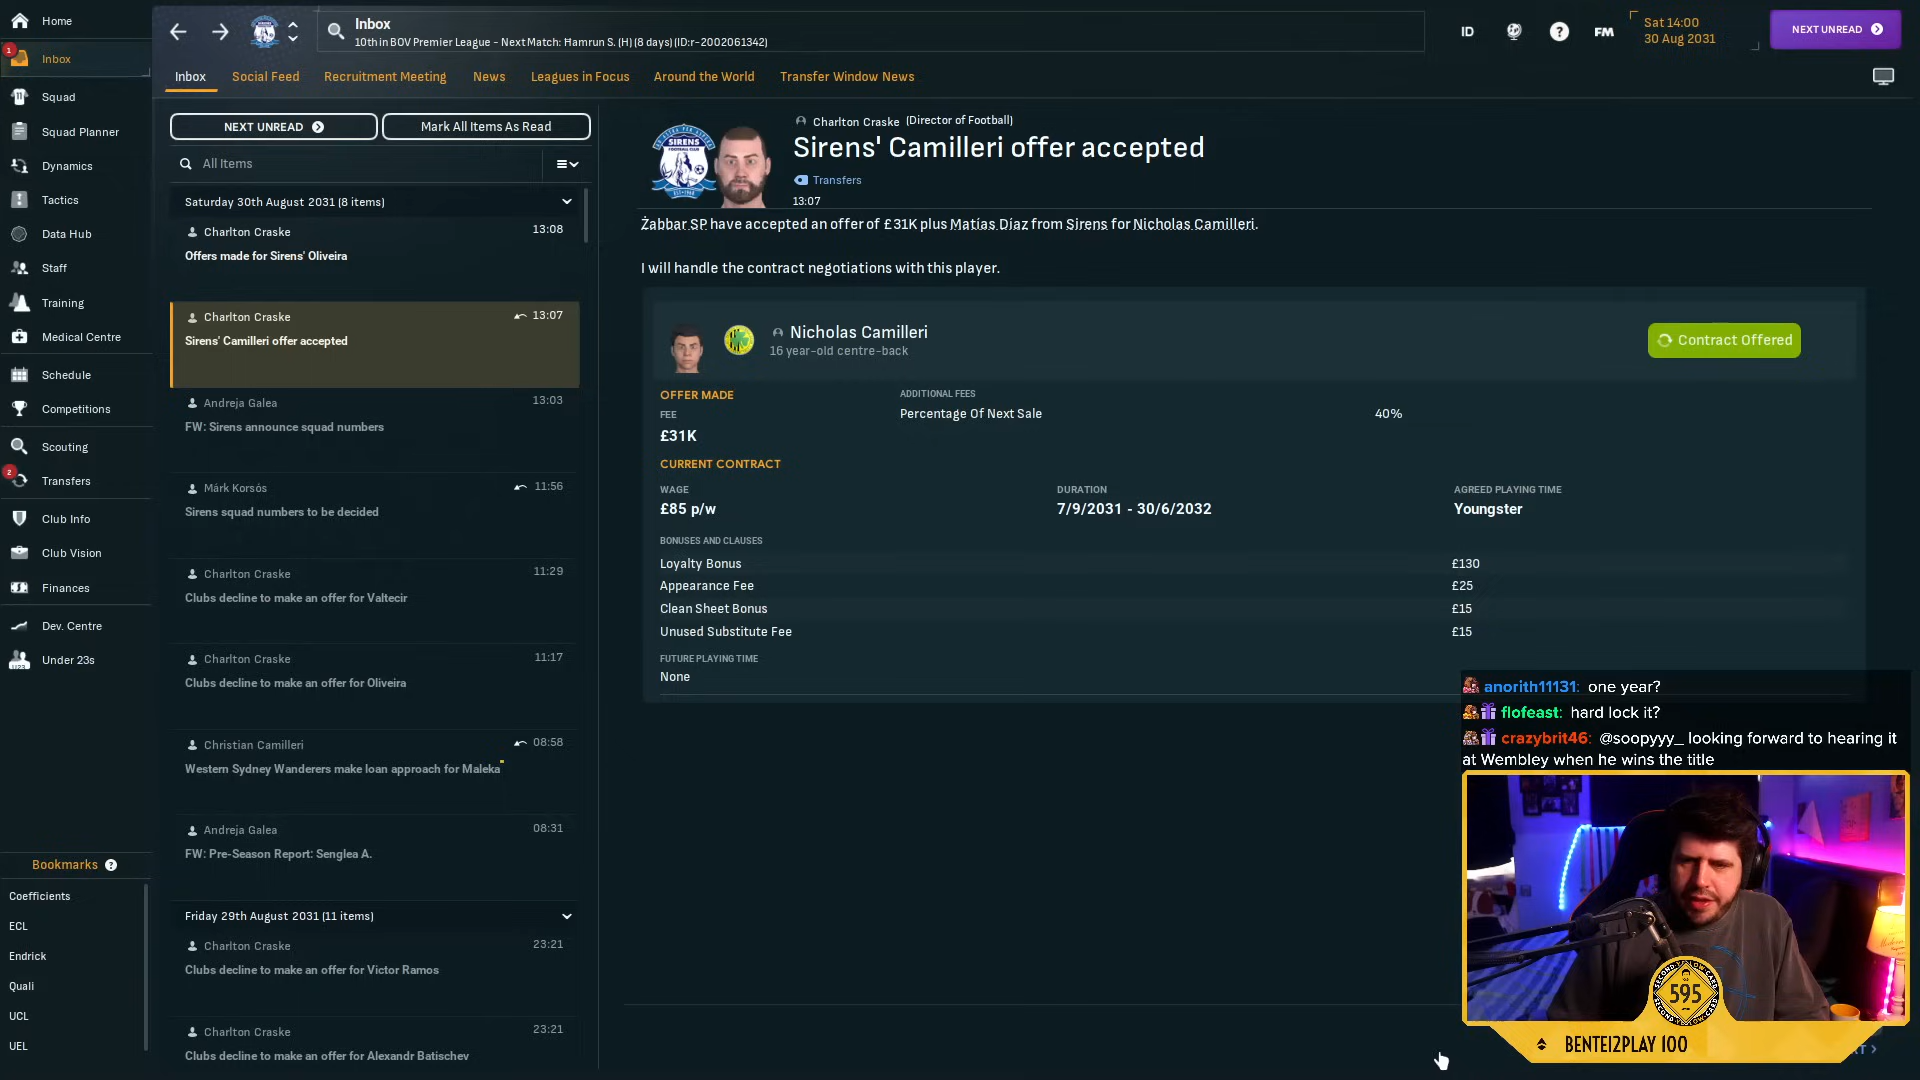 Home
1
Inbox
Squad
Squad Planner
Dynamics
Tactics
Data Hub
Staff
Training
Medical Centre
Schedule
Competitions
Scouting
2
Transfers
Club Info
Club Vision
Finances
Dev. Centre
Under 23s
Bookmarks ?
Coefficients
ECL
Endrick
Quali
UCL
UEL
Inbox
10th in BOV Premier League - Next Match: Ħamrun S. (H) (8 days) (ID:r-2002061342)
ID
?
FM
Sat 14:00
30 Aug 2031
NEXT UNREAD
Inbox
Social Feed
Recruitment Meeting
News
Leagues in Focus
Around the World
Transfer Window News
NEXT UNREAD
Mark All Items As Read
All Items
Saturday 30th August 2031 (8 items)
Charlton Craske 13:08
Offers made for Sirens' Oliveira
Charlton Craske 13:07
Sirens' Camilleri offer accepted
Andreja Galea 13:03
FW: Sirens announce squad numbers
Márk Korsós 11:56
Sirens squad numbers to be decided
Charlton Craske 11:29
Clubs decline to make an offer for Valtecir
Charlton Craske 11:17
Clubs decline to make an offer for Oliveira
Christian Camilleri 08:58
Western Sydney Wanderers make loan approach for Maleka
Andreja Galea 08:31
FW: Pre-Season Report: Senglea A.
Friday 29th August 2031 (11 items)
Charlton Craske 23:21
Clubs decline to make an offer for Victor Ramos
Charlton Craske 23:21
Clubs decline to make an offer for Alexandr Batischev
SIRENS
FOOTBALL CLUB
Charlton Craske (Director of Football)
Sirens' Camilleri offer accepted
Transfers
13:07
Żabbar SP have accepted an offer of £31K plus Matías Díaz from Sirens for Nicholas Camilleri.
I will handle the contract negotiations with this player.
Nicholas Camilleri
16 year-old centre-back
Contract Offered
OFFER MADE
FEE
£31K
ADDITIONAL FEES
Percentage Of Next Sale 40%
CURRENT CONTRACT
WAGE
£85 p/w
DURATION
7/9/2031 - 30/6/2032
AGREED PLAYING TIME
Youngster
BONUSES AND CLAUSES
Loyalty Bonus £130
Appearance Fee £25
Clean Sheet Bonus £15
Unused Substitute Fee £15
FUTURE PLAYING TIME
None
anorith11131: one year?
flofeast: hard lock it?
crazybrit46: @soopyyy_ looking forward to hearing it
at Wembley when he wins the title
SECOND YELLOW CARD
595
BENTEI2PLAY 100